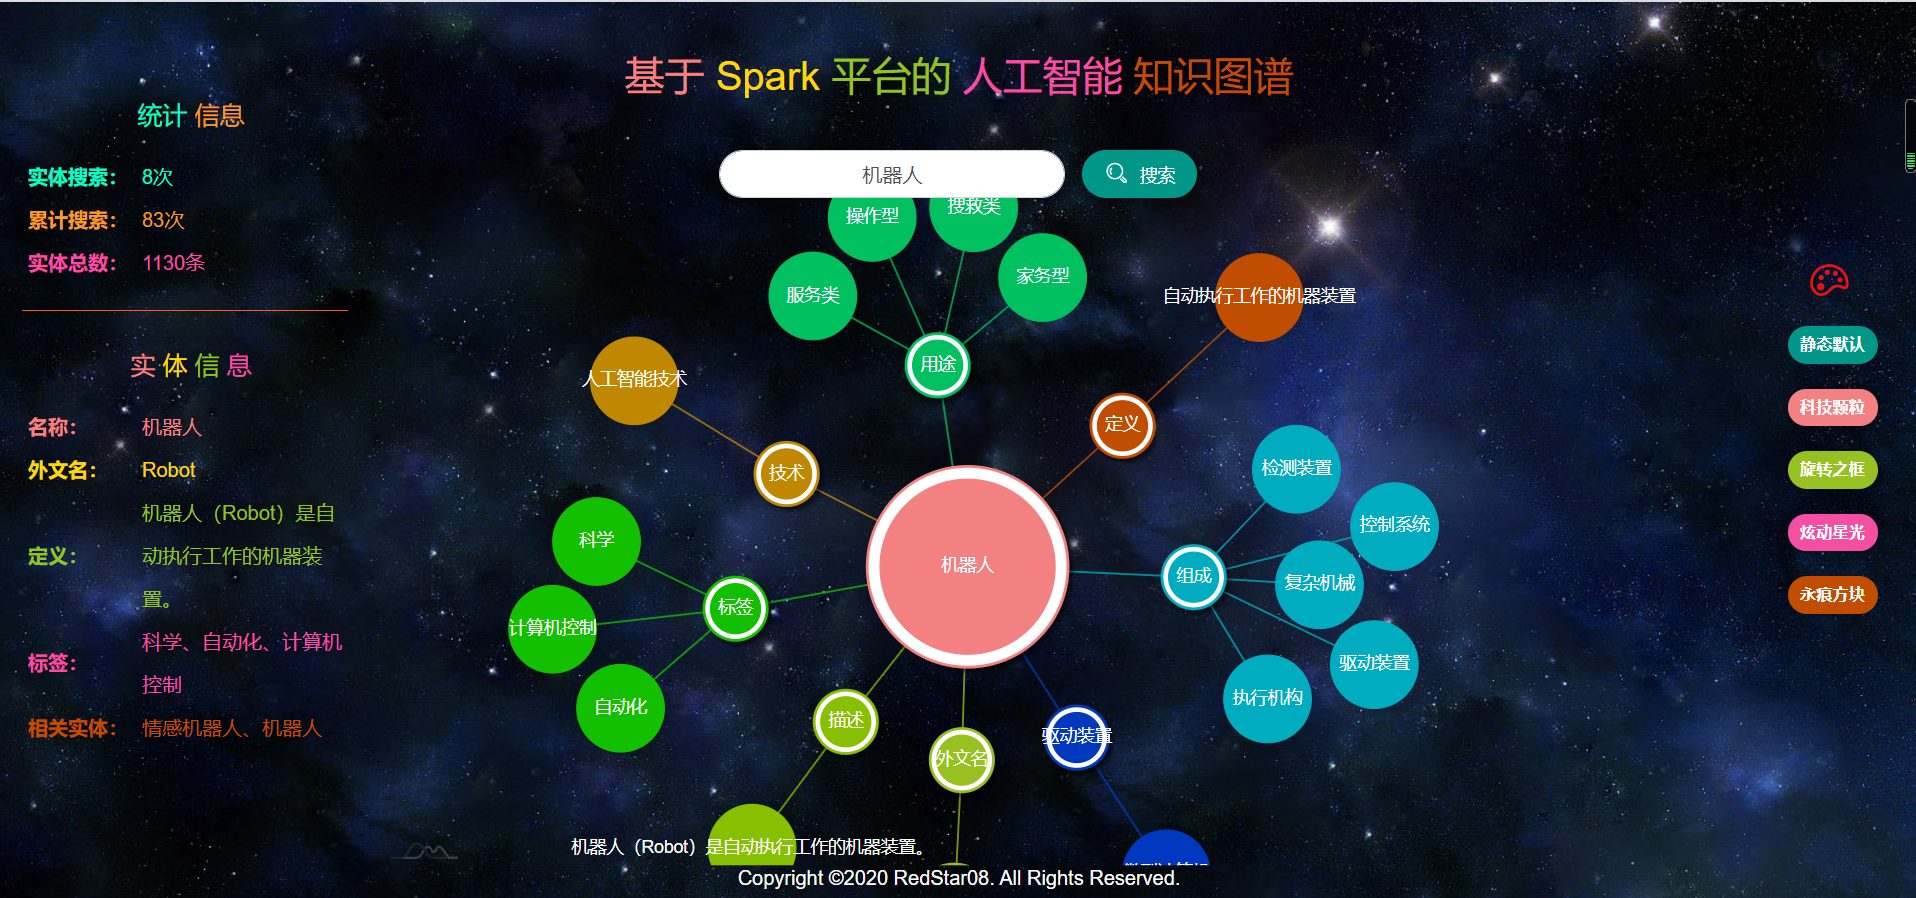 基于 Spark 平台的 人工智能 知识图谱
统计 信息
实体搜索： 8次
累计搜索： 83次
实体总数： 1130条
实 体 信 息
名称： 机器人
外文名： Robot
定义： 机器人（Robot）是自
动执行工作的机器装
置。
标签： 科学、自动化、计算机
控制
相关实体： 情感机器人、机器人
机器人
搜索
操作型
搜救类
服务类
家务型
用途
自动执行工作的机器装置
定义
人工智能技术
技术
检测装置
控制系统
复杂机械
驱动装置
执行机构
组成
机器人
科学
计算机控制
自动化
标签
描述
外文名
驱动装置
机器人（Robot）是自动执行工作的机器装置。
静态默认
科技颗粒
旋转之框
炫动星光
永痕方块
Copyright ©2020 RedStar08. All Rights Reserved.